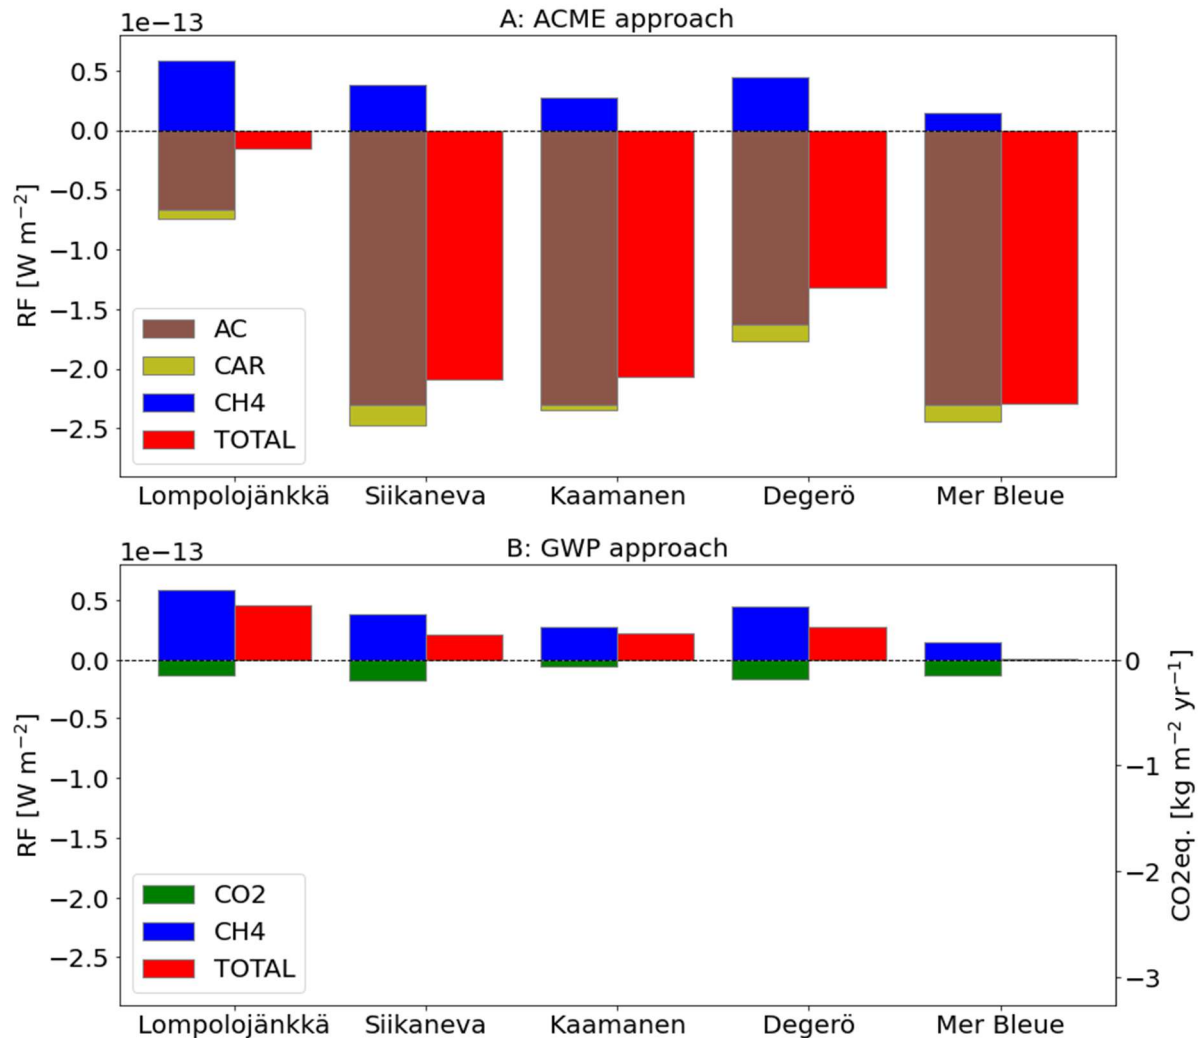 A: ACME approach
1e−13
0.5
0.0
−0.5
−1.0
−1.5
−2.0
−2.5
RF [W m⁻²]
AC
CAR
CH4
TOTAL
Lompolojänkkä Siikaneva Kaamanen Degerö Mer Bleue
B: GWP approach
1e−13
0.5
0.0
−0.5
−1.0
−1.5
−2.0
−2.5
RF [W m⁻²]
0
−1
−2
−3
CO2eq. [kg m⁻² yr⁻¹]
CO2
CH4
TOTAL
Lompolojänkkä Siikaneva Kaamanen Degerö Mer Bleue